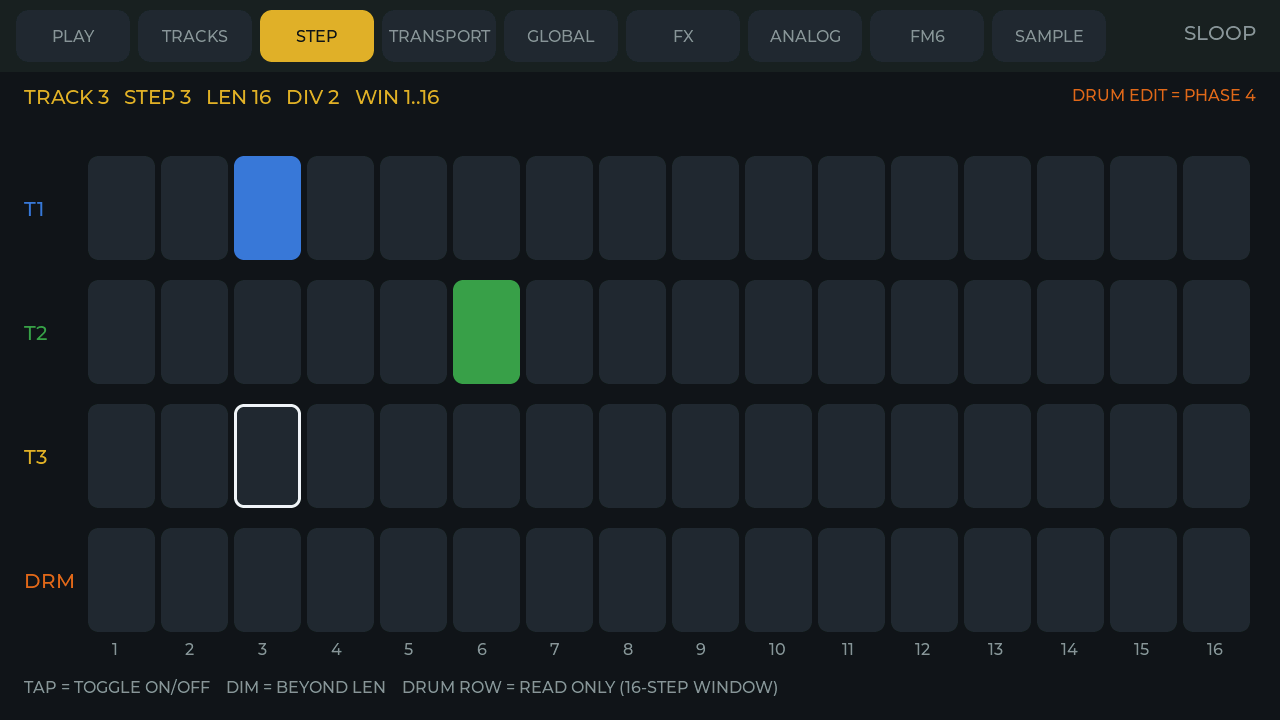 PLAY TRACKS STEP TRANSPORT GLOBAL FX ANALOG FM6 SAMPLE SLOOP
TRACK 3 STEP 3 LEN 16 DIV 2 WIN 1..16 DRUM EDIT = PHASE 4
T1
T2
T3
DRM
1 2 3 4 5 6 7 8 9 10 11 12 13 14 15 16
TAP = TOGGLE ON/OFF DIM = BEYOND LEN DRUM ROW = READ ONLY (16-STEP WINDOW)